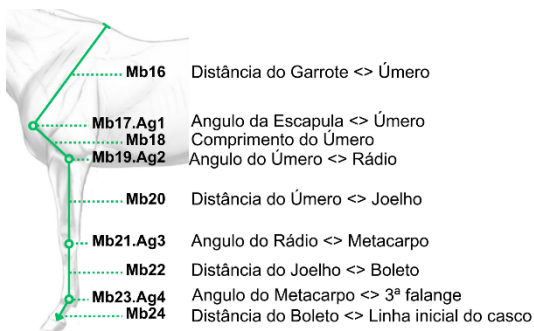 Mb16 Distância do Garrote <> Úmero
Mb17.Ag1 Angulo da Escapula <> Úmero
Mb18 Comprimento do Úmero
Mb19.Ag2 Angulo do Úmero <> Rádio
Mb20 Distância do Úmero <> Joelho
Mb21.Ag3 Angulo do Rádio <> Metacarpo
Mb22 Distância do Joelho <> Boleto
Mb23.Ag4 Angulo do Metacarpo <> 3ª falange
Mb24 Distância do Boleto <> Linha inicial do casco